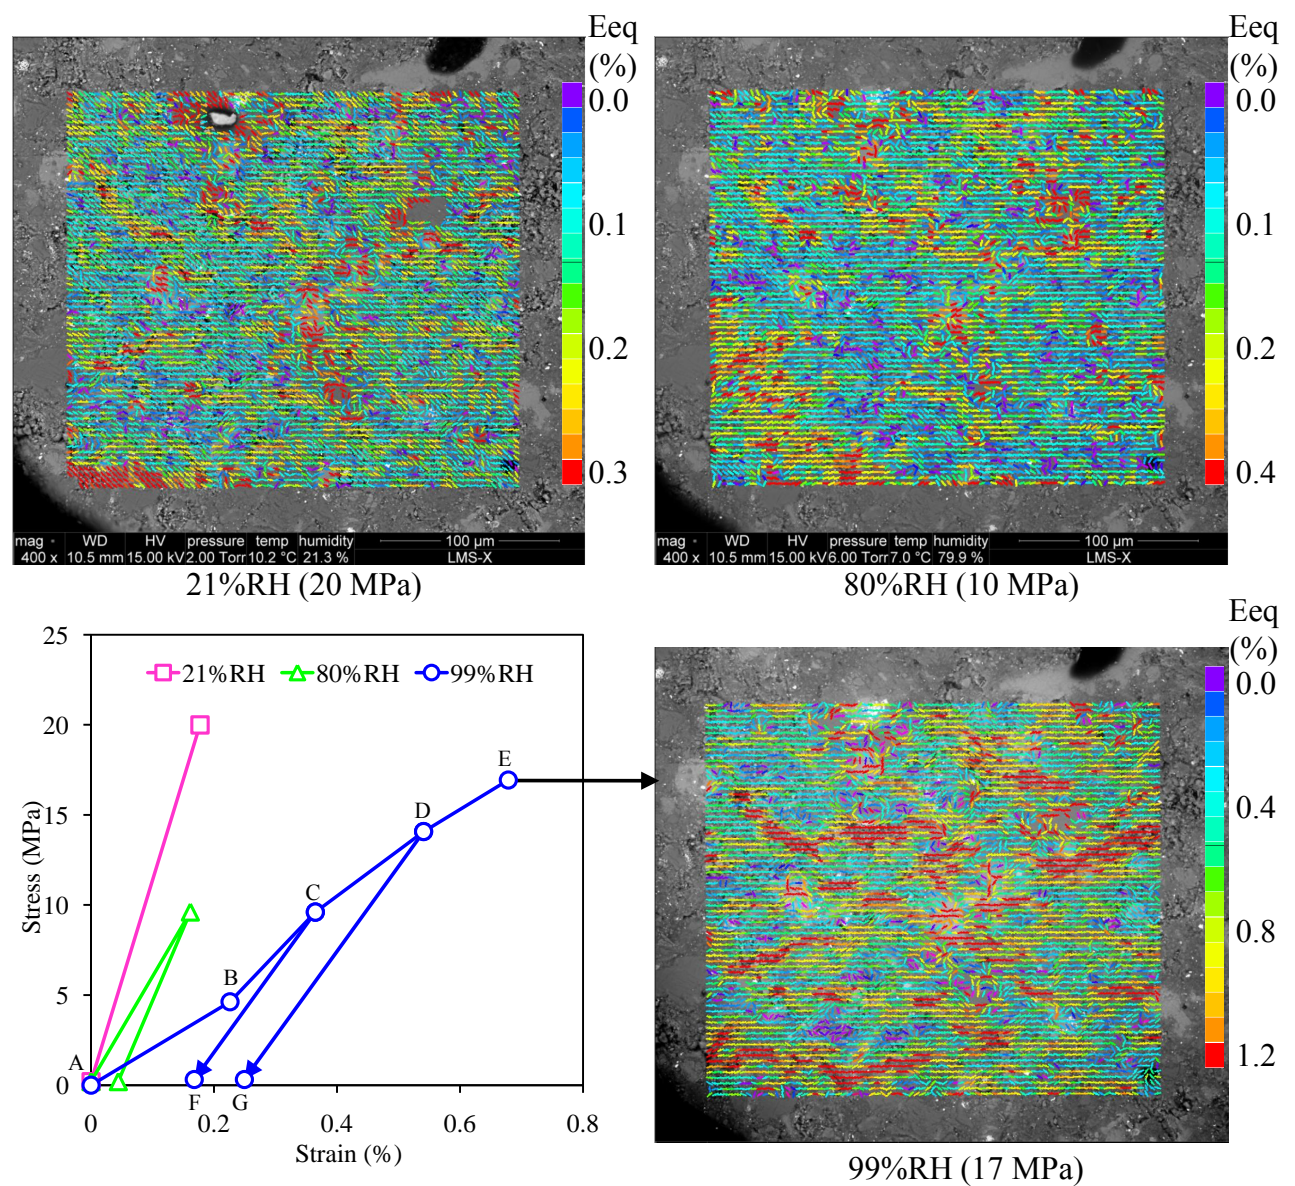 Eeq
(%)
0.0
0.1
0.2
0.3
mag WD HV pressure temp humidity 100 µm
400 x 10.5 mm 15.00 kV 2.00 Torr 10.2 °C 21.3 % LMS-X
21%RH (20 MPa)
Eeq
(%)
0.0
0.1
0.2
0.4
mag WD HV pressure temp humidity 100 µm
400 x 10.5 mm 15.00 kV 6.00 Torr 7.0 °C 79.9 % LMS-X
80%RH (10 MPa)
25
20
15
10
5
0
Stress (MPa)
21%RH 80%RH 99%RH
A
B
C
D
E
F
G
0 0.2 0.4 0.6 0.8
Strain (%)
Eeq
(%)
0.0
0.4
0.8
1.2
99%RH (17 MPa)